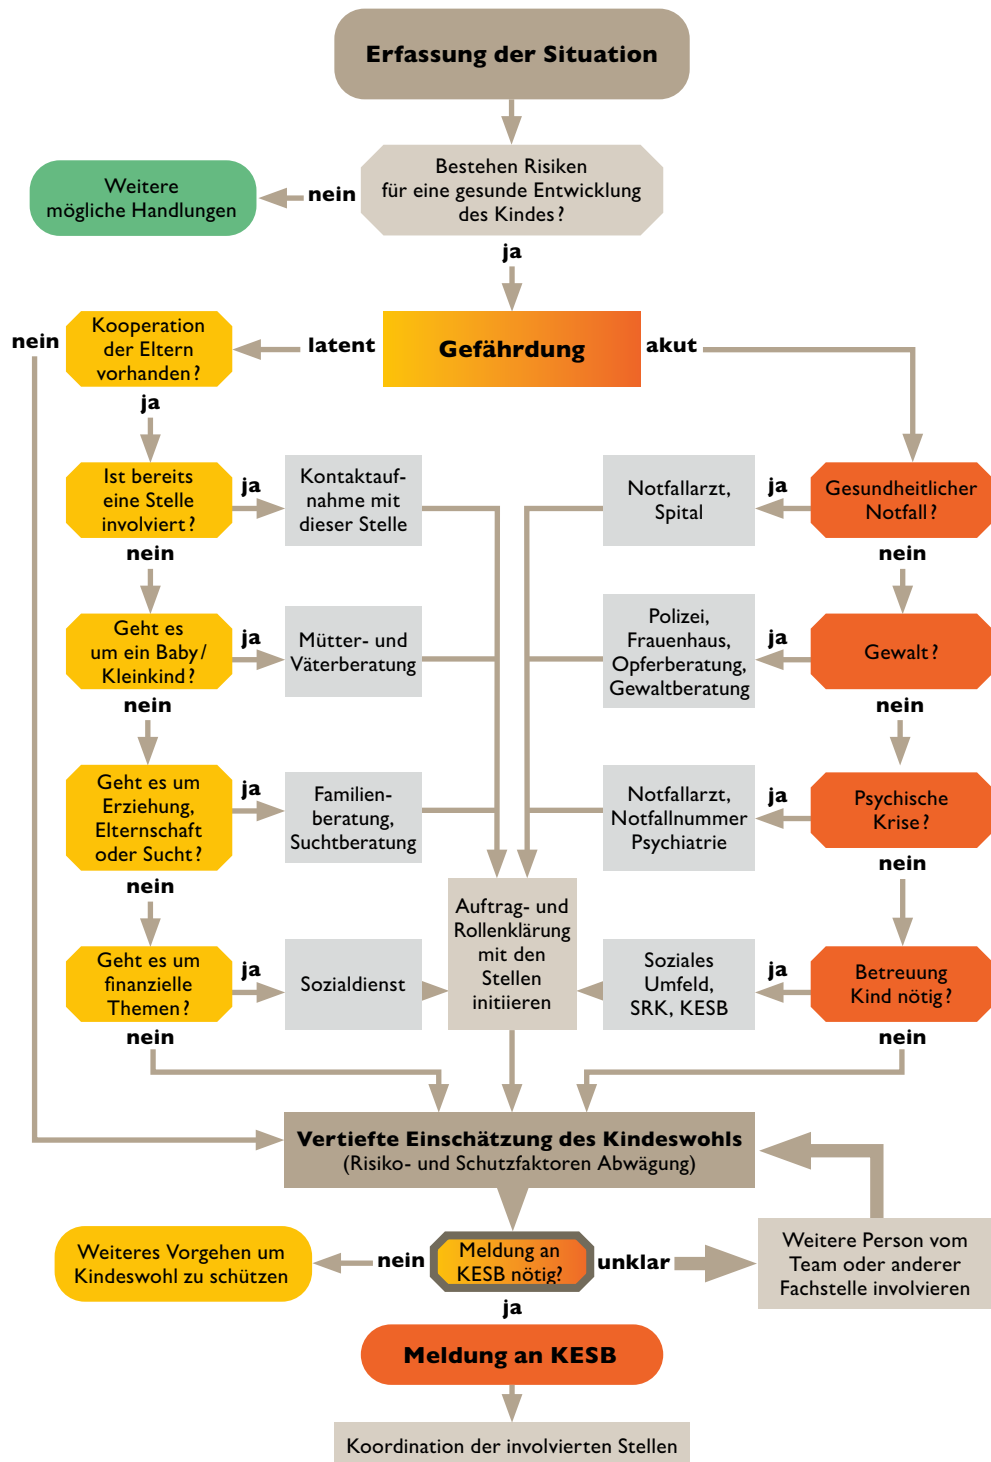 Erfassung der Situation
Bestehen Risiken
für eine gesunde Entwicklung
des Kindes?
nein
Weitere
mögliche Handlungen
ja
Gefährdung
latent
akut
Kooperation
der Eltern
vorhanden?
nein
ja
Ist bereits
eine Stelle
involviert?
ja
Kontaktauf-
nahme mit
dieser Stelle
nein
Geht es
um ein Baby/
Kleinkind?
ja
Mütter- und
Väterberatung
nein
Geht es um
Erziehung,
Elternschaft
oder Sucht?
ja
Familien-
beratung,
Suchtberatung
nein
Geht es um
finanzielle
Themen?
ja
Sozialdienst
nein
Gesundheitlicher
Notfall?
ja
Notfallarzt,
Spital
nein
Gewalt?
ja
Polizei,
Frauenhaus,
Opferberatung,
Gewaltberatung
nein
Psychische
Krise?
ja
Notfallarzt,
Notfallnummer
Psychiatrie
nein
Betreuung
Kind nötig?
ja
Soziales
Umfeld,
SRK, KESB
nein
Auftrag- und
Rollenklärung
mit den
Stellen
initiieren
Vertiefte Einschätzung des Kindeswohls
(Risiko- und Schutzfaktoren Abwägung)
Meldung an
KESB nötig?
nein
Weiteres Vorgehen um
Kindeswohl zu schützen
unklar
Weitere Person vom
Team oder anderer
Fachstelle involvieren
ja
Meldung an KESB
Koordination der involvierten Stellen